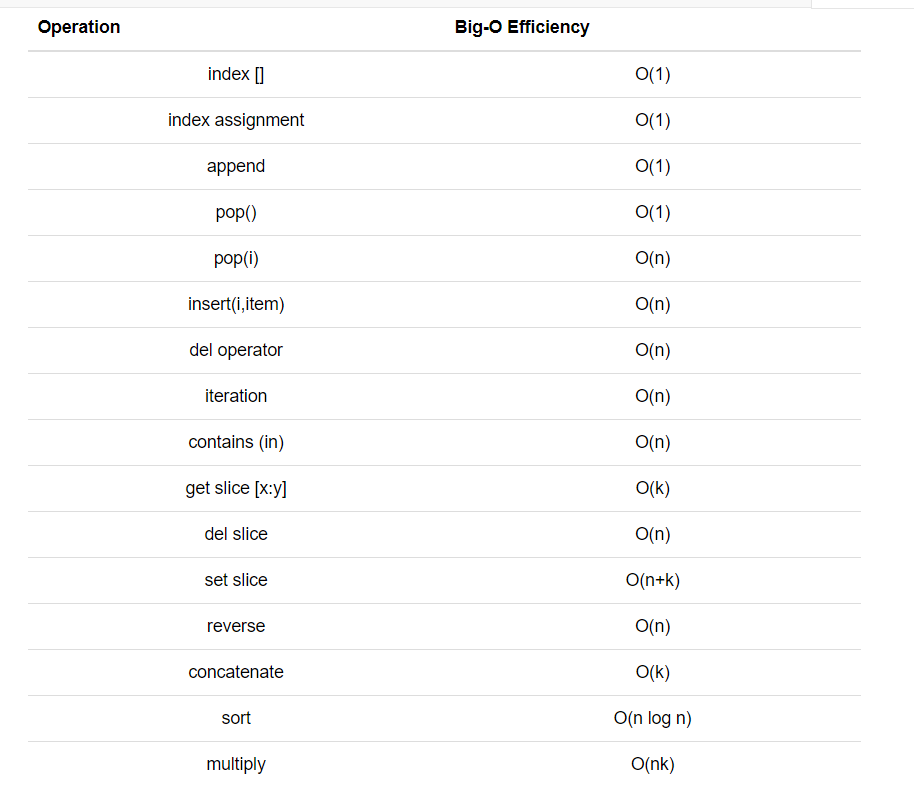 Operation Big-O Efficiency
index [] O(1)
index assignment O(1)
append O(1)
pop() O(1)
pop(i) O(n)
insert(i,item) O(n)
del operator O(n)
iteration O(n)
contains (in) O(n)
get slice [x:y] O(k)
del slice O(n)
set slice O(n+k)
reverse O(n)
concatenate O(k)
sort O(n log n)
multiply O(nk)